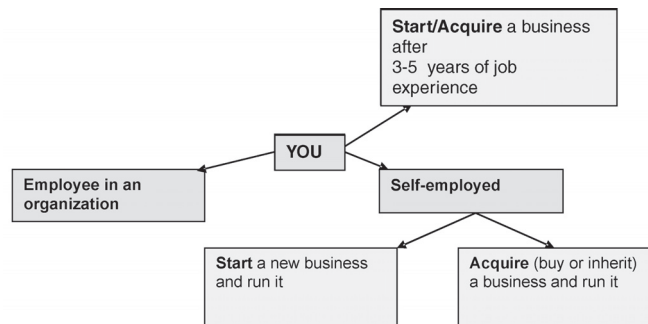 Start/Acquire a business
after
3-5 years of job
experience
YOU
Employee in an
organization
Self-employed
Start a new business
and run it
Acquire (buy or inherit)
a business and run it